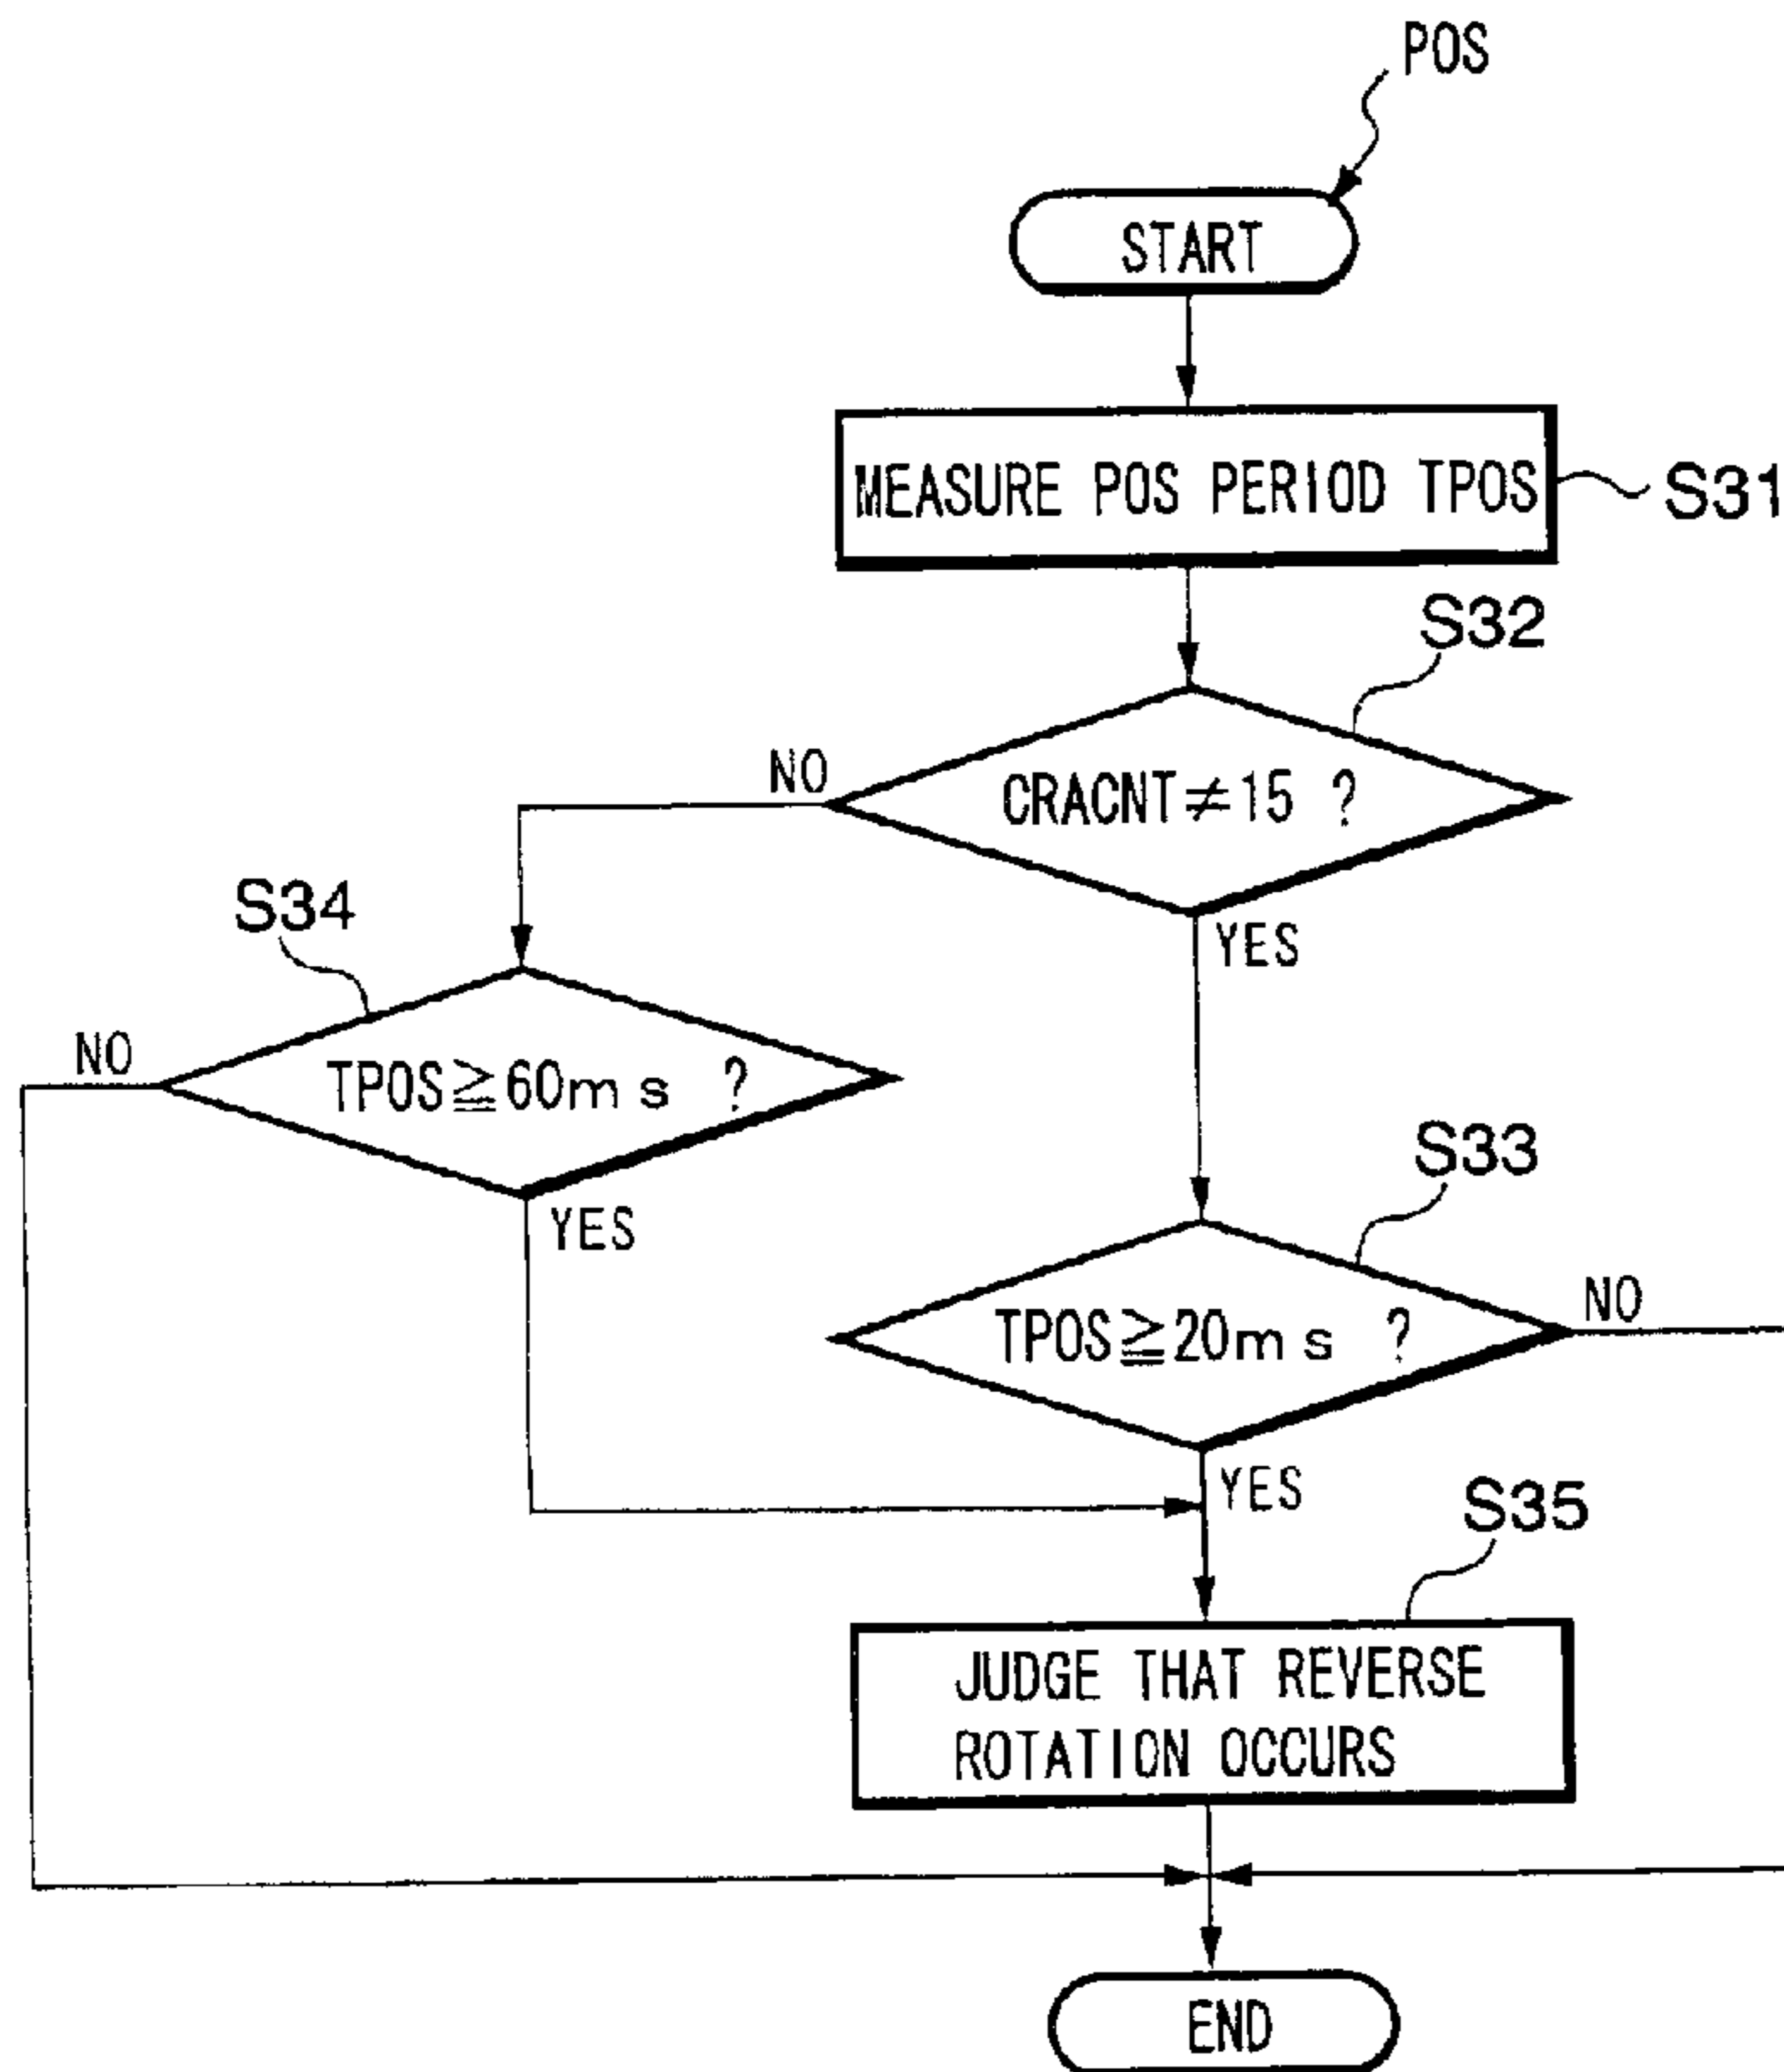 POS
START
MEASURE POS PERIOD TPOS
S31
S32
CRACNT≠15 ?
NO
YES
S34
TPOS≧60ms ?
NO
YES
S33
TPOS≧20ms ?
NO
YES
S35
JUDGE THAT REVERSE
ROTATION OCCURS
END